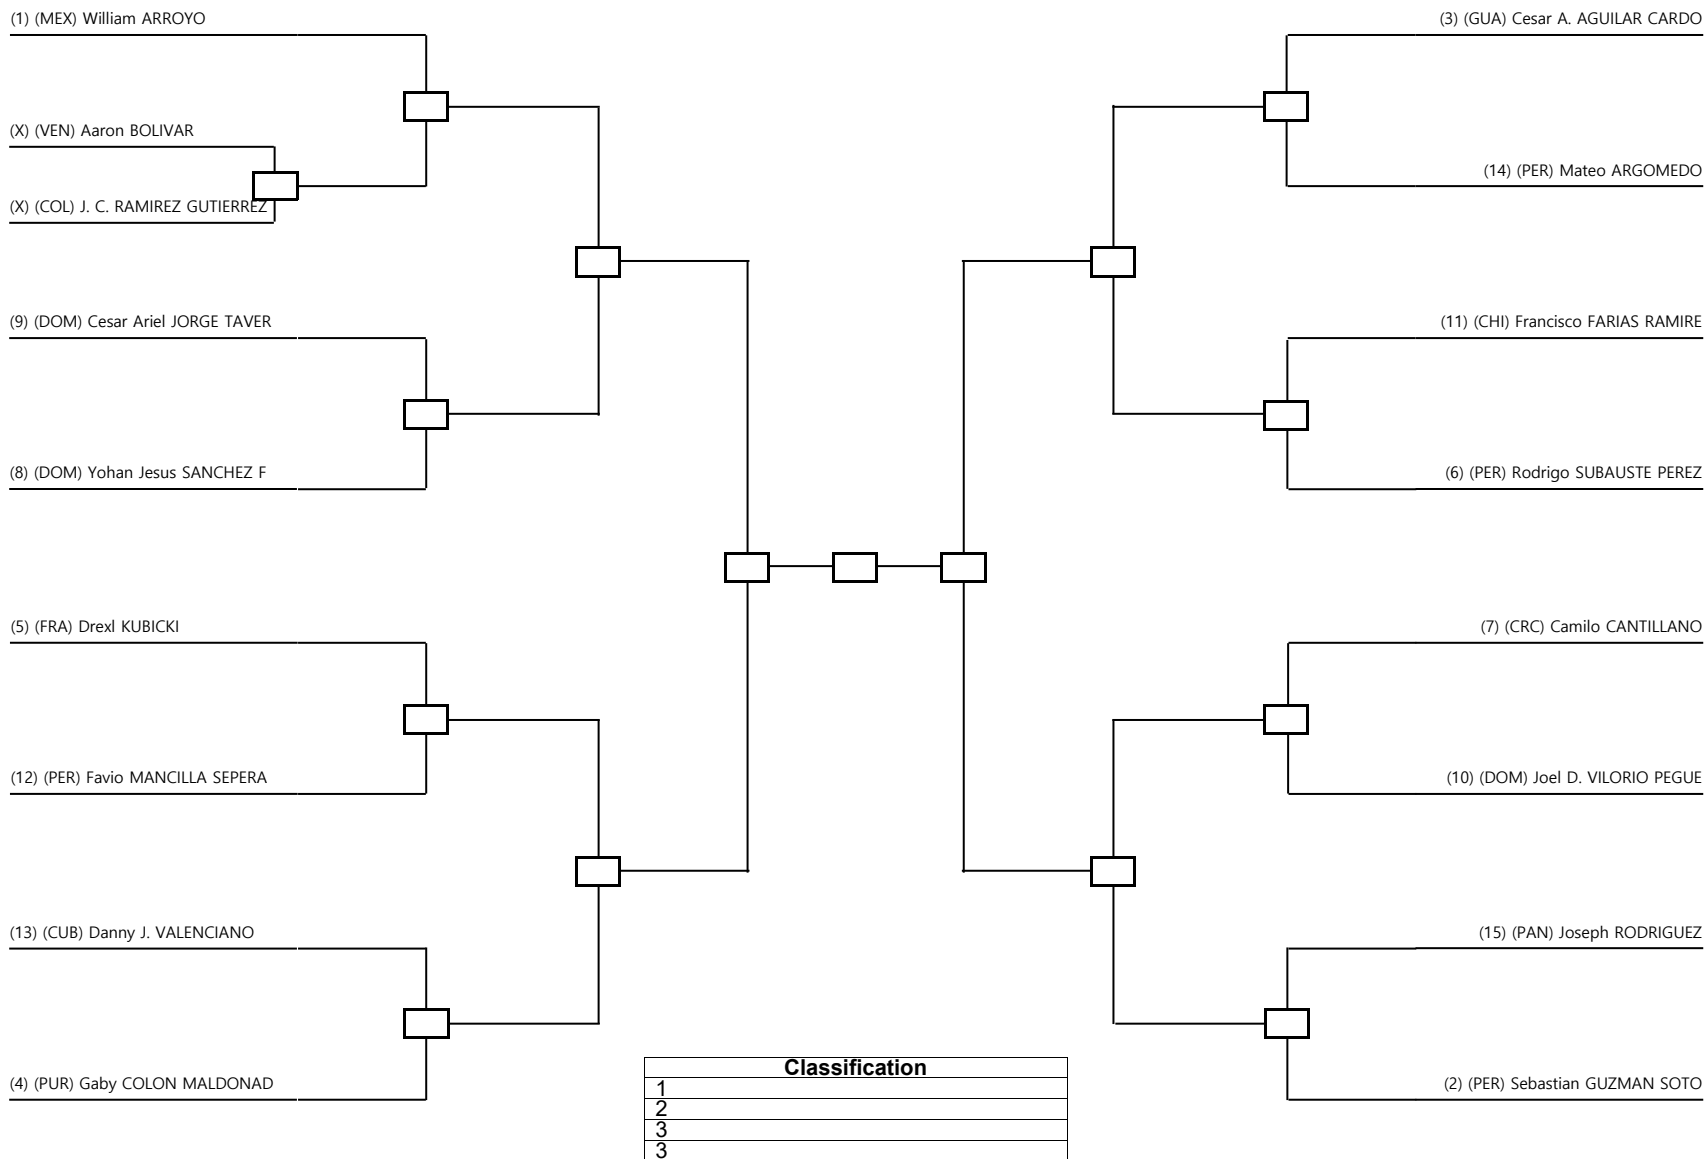 (1) (MEX) William ARROYO
(X) (VEN) Aaron BOLIVAR
(X) (COL) J. C. RAMIREZ GUTIERREZ
(9) (DOM) Cesar Ariel JORGE TAVER
(8) (DOM) Yohan Jesus SANCHEZ F
(5) (FRA) Drexl KUBICKI
(12) (PER) Favio MANCILLA SEPERA
(13) (CUB) Danny J. VALENCIANO
(4) (PUR) Gaby COLON MALDONAD
(3) (GUA) Cesar A. AGUILAR CARDO
(14) (PER) Mateo ARGOMEDO
(11) (CHI) Francisco FARIAS RAMIRE
(6) (PER) Rodrigo SUBAUSTE PEREZ
(7) (CRC) Camilo CANTILLANO
(10) (DOM) Joel D. VILORIO PEGUE
(15) (PAN) Joseph RODRIGUEZ
(2) (PER) Sebastian GUZMAN SOTO
Classification
1
2
3
3